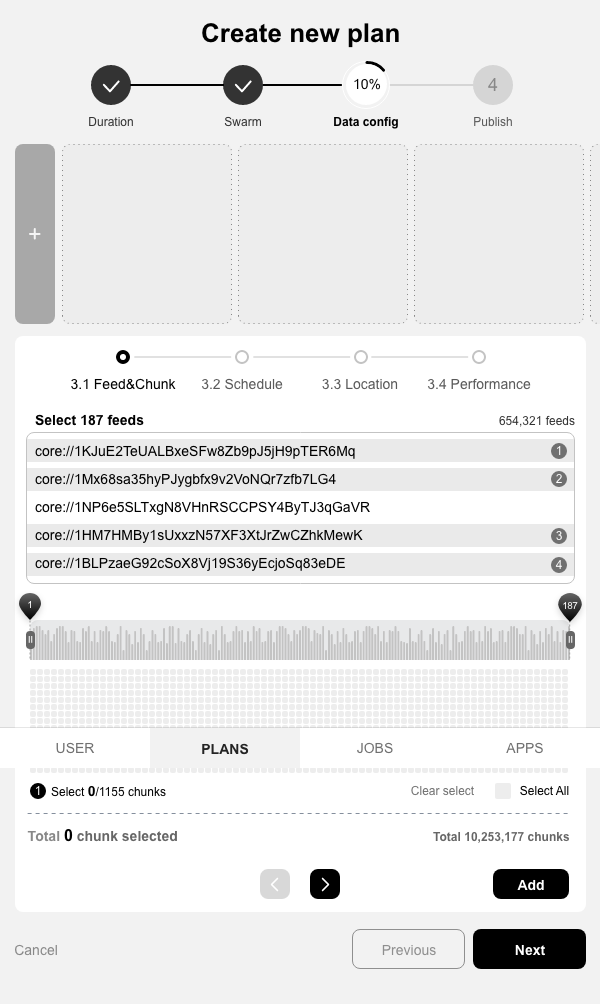 Create new plan
10% 4
Duration Swarm Data config Publish
+
3.1 Feed&Chunk 3.2 Schedule 3.3 Location 3.4 Performance
Select 187 feeds 654,321 feeds
core://1KJuE2TeUALBxeSFw8Zb9pJ5jH9pTER6Mq 1
core://1Mx68sa35hyPJygbfx9v2VoNQr7zfb7LG4 2
core://1NP6e5SLTxgN8VHnRSCCPSY4ByTJ3qGaVR
core://1HM7HMBy1sUxxzN57XF3XtJrZwCZhkMewK 3
core://1BLPzaeG92cSoX8Vj19S36yEcjoSq83eDE 4
1 187
USER PLANS JOBS APPS
1 Select 0/1155 chunks Clear select Select All
Total 0 chunk selected Total 10,253,177 chunks
Add
Cancel Previous Next